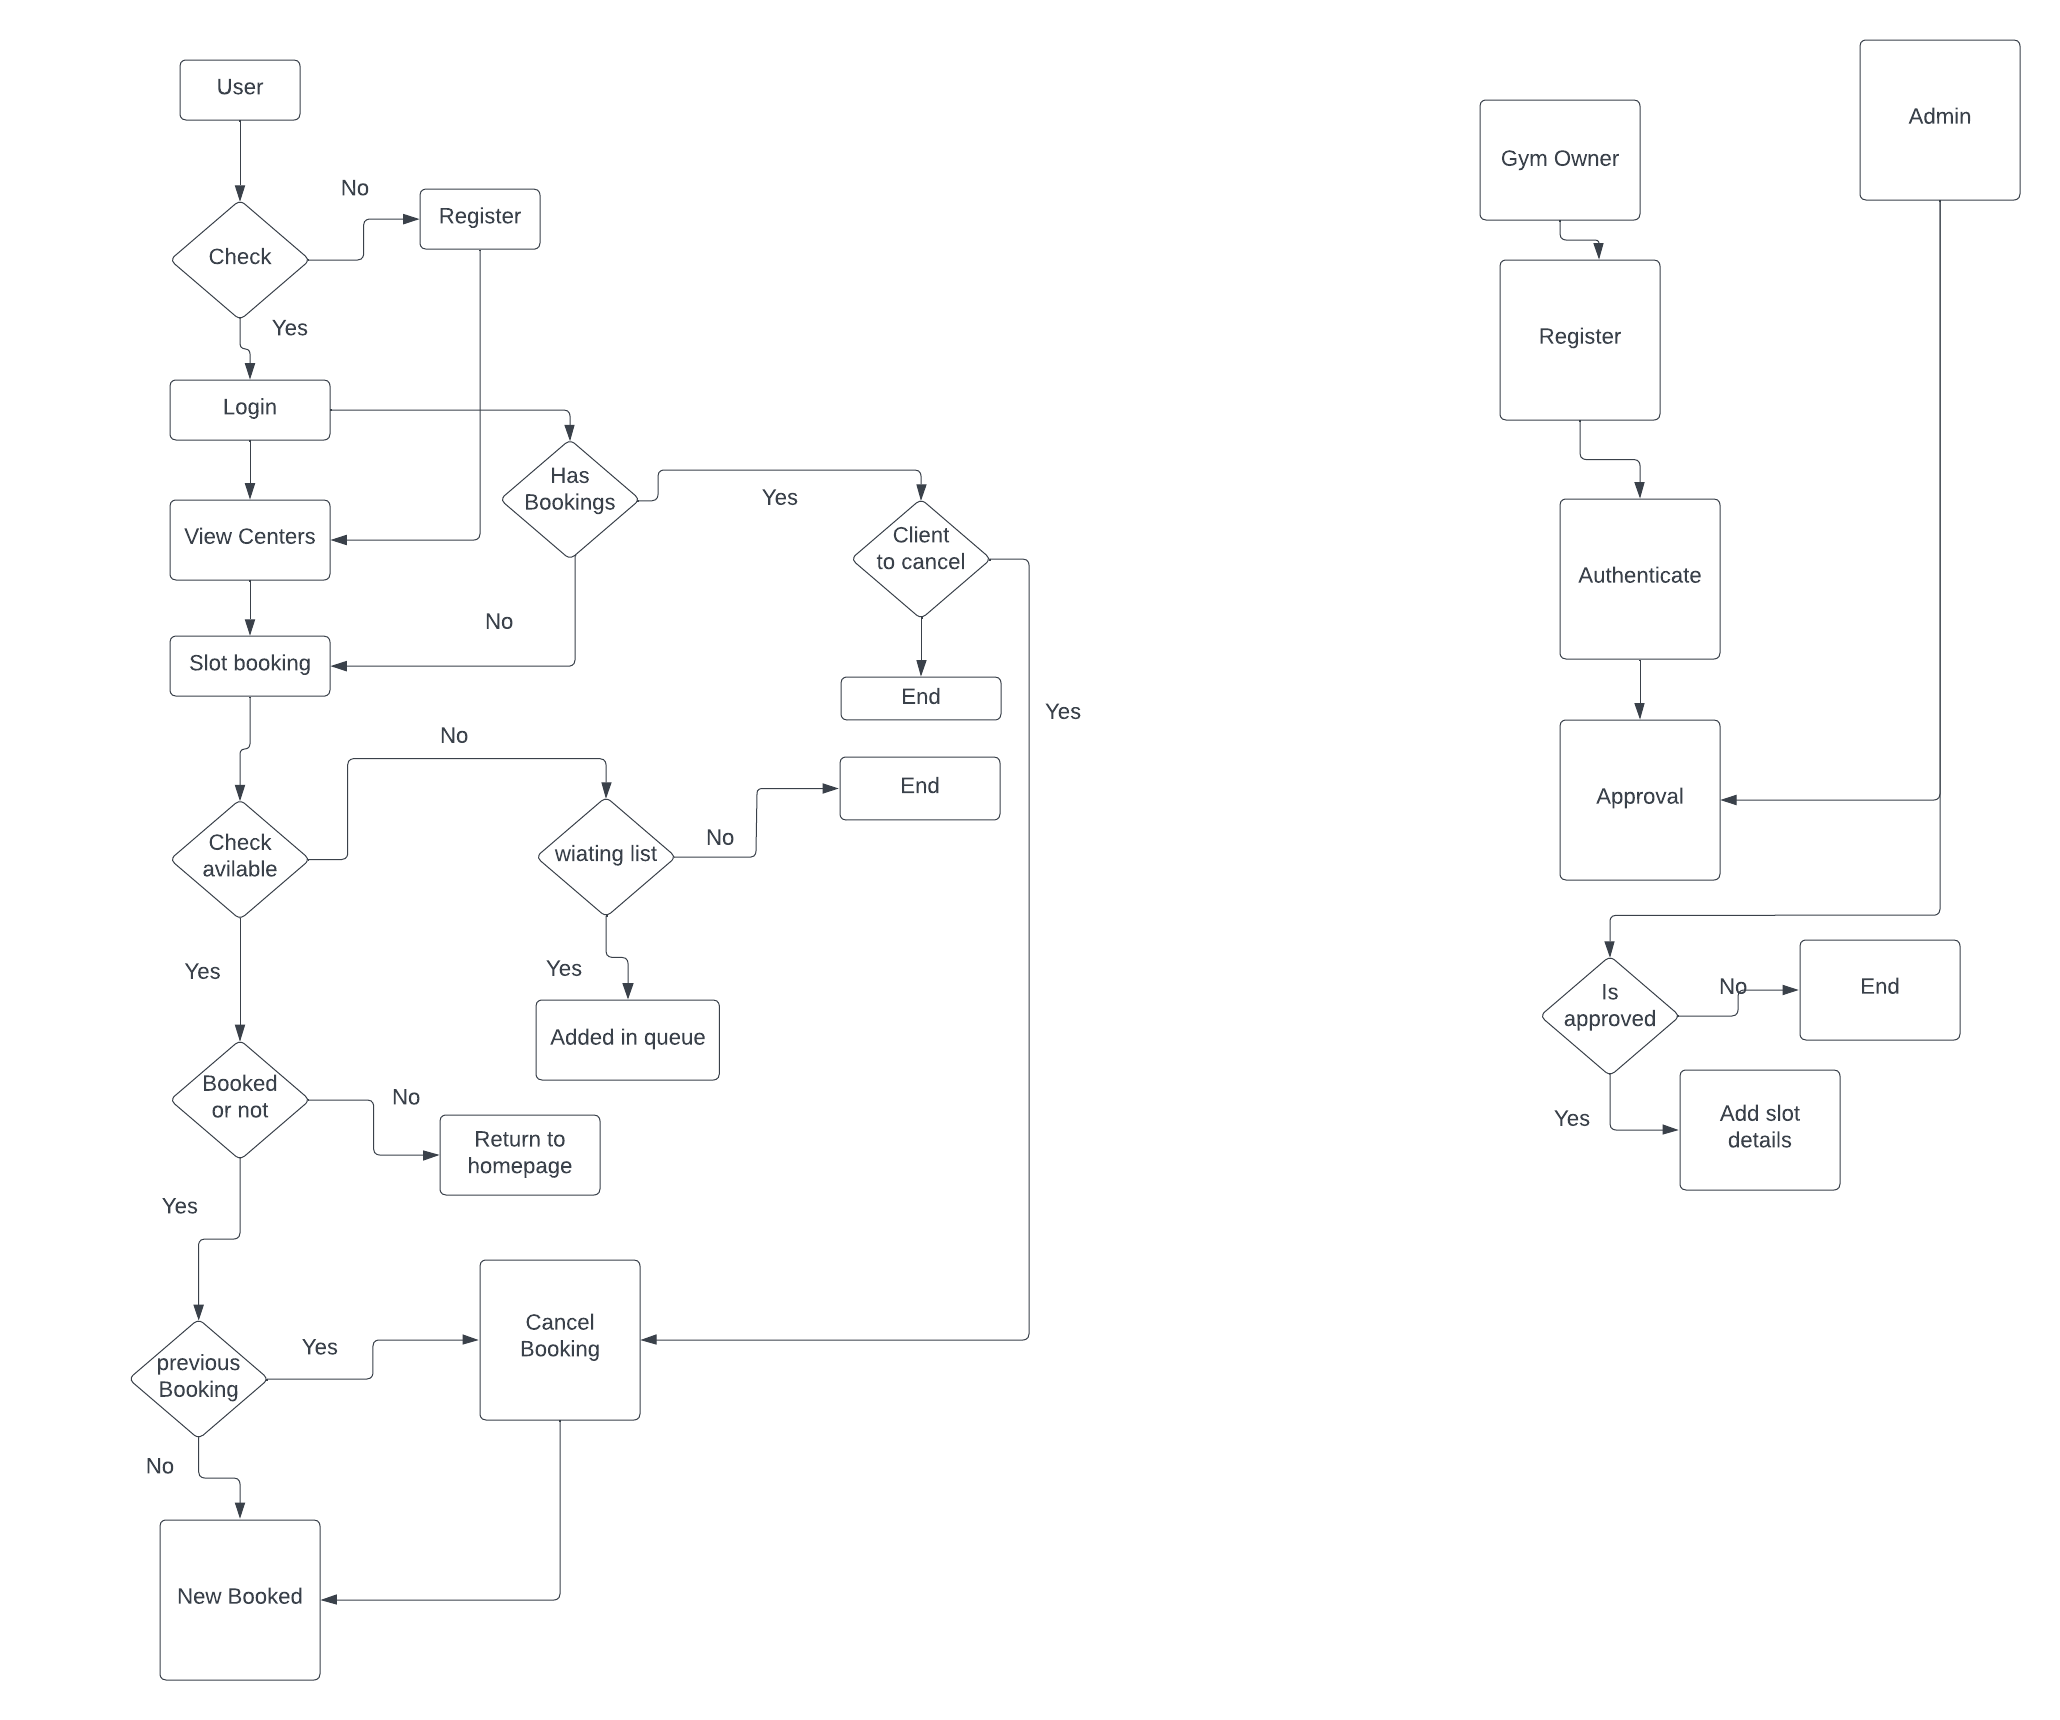 User
Check
No
Register
Yes
Login
Has
Bookings
Yes
View Centers
Client
to cancel
No
Slot booking
End
Yes
No
End
Check
avilable
wiating list
No
Yes
Yes
Added in queue
Booked
or not
No
Return to
homepage
Yes
Cancel
Booking
previous
Booking
Yes
No
New Booked
Gym Owner
Admin
Register
Authenticate
Approval
Is
approved
No
End
Yes
Add slot
details